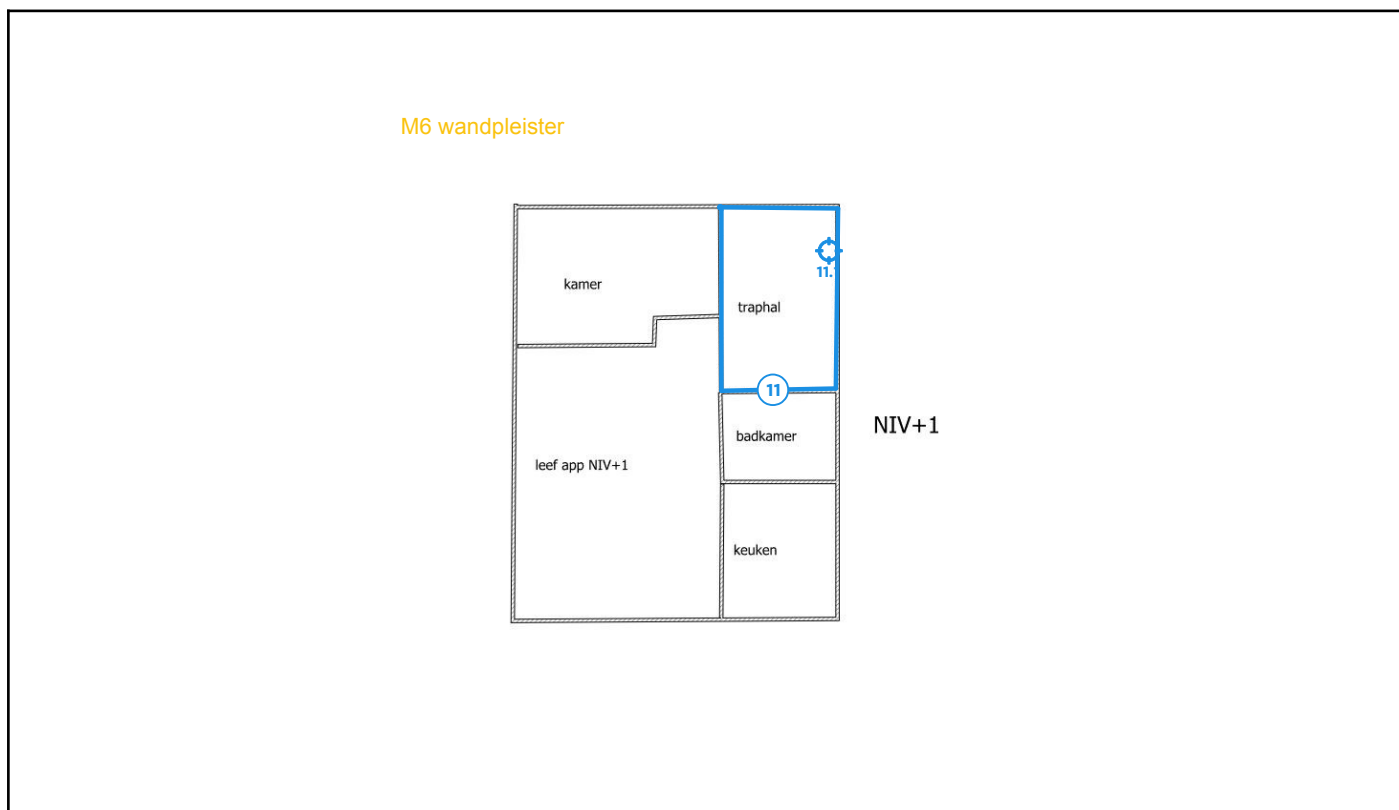 M6 wandpleister
kamer
11.
traphal
11
NIV+1
badkamer
leef app NIV+1
keuken